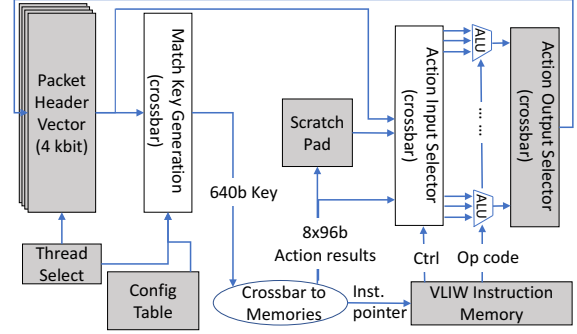 Packet
Header
Vector
(4 kbit)
Match Key Generation
(crossbar)
Scratch
Pad
Action Input Selector
(crossbar)
ALU
... ...
ALU
Action Output Selector
(crossbar)
640b Key
8x96b
Action results
Ctrl
Op code
Thread
Select
Config
Table
Crossbar to
Memories
Inst.
pointer
VLIW Instruction
Memory